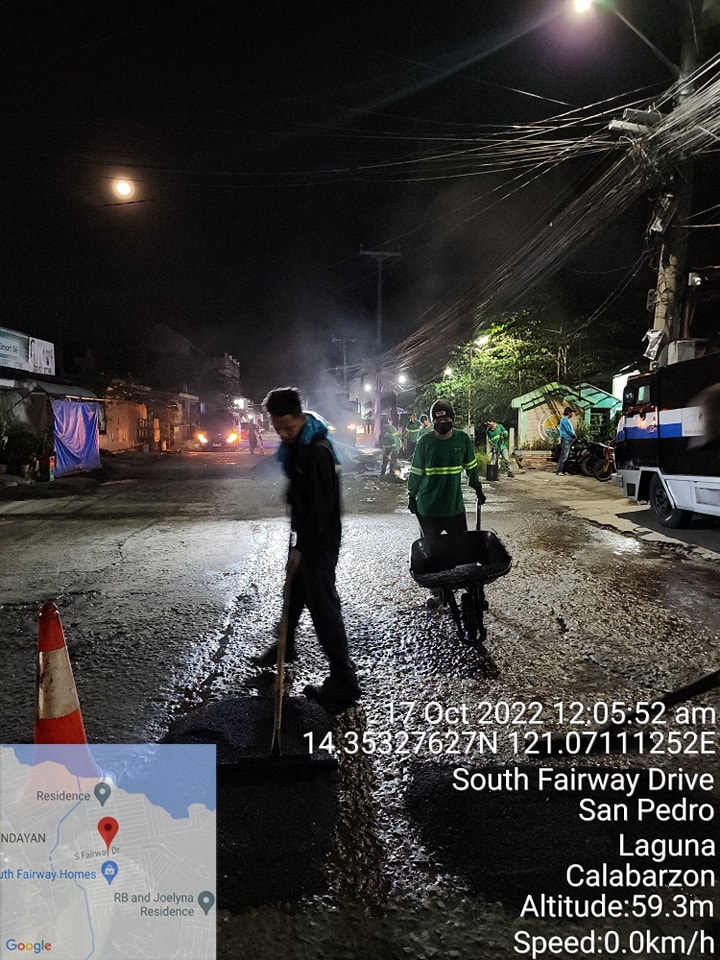 17 Oct 2022 12:05:52 am
14.35327627N 121.07111252E
South Fairway Drive
San Pedro
Laguna
Calabarzon
Altitude:59.3m
Speed:0.0km/h
Residence
NDAYAN
S Fairway Dr.
uth Fairway Homes
RB and Joelyna
Residence
Google